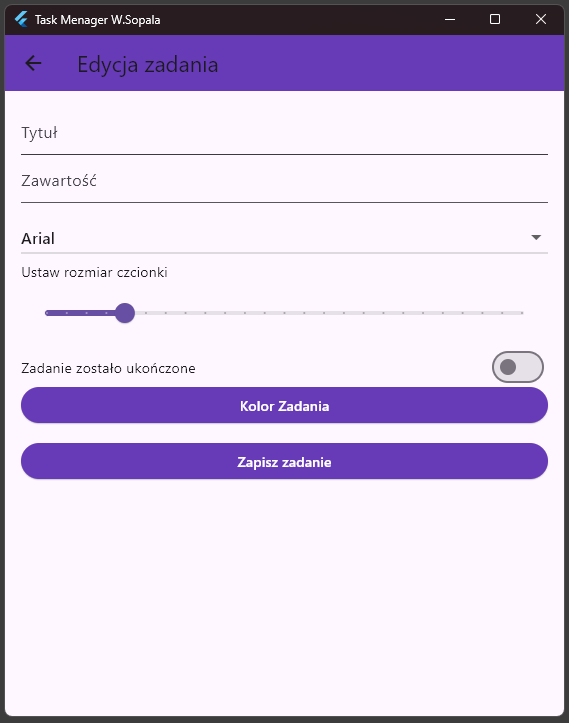 Task Menager W.Sopala
Edycja zadania
Tytuł
Zawartość
Arial
Ustaw rozmiar czcionki
Zadanie zostało ukończone
Kolor Zadania
Zapisz zadanie